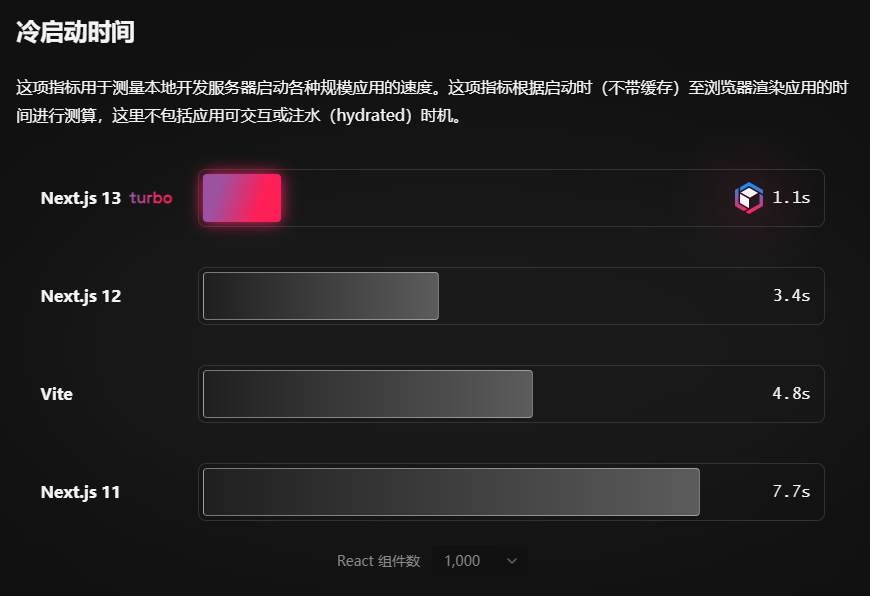 冷启动时间
这项指标用于测量本地开发服务器启动各种规模应用的速度。这项指标根据启动时（不带缓存）至浏览器渲染应用的时
间进行测算，这里不包括应用可交互或注水（hydrated）时机。
Next.js 13 turbo 1.1s
Next.js 12 3.4s
Vite 4.8s
Next.js 11 7.7s
React 组件数 1,000